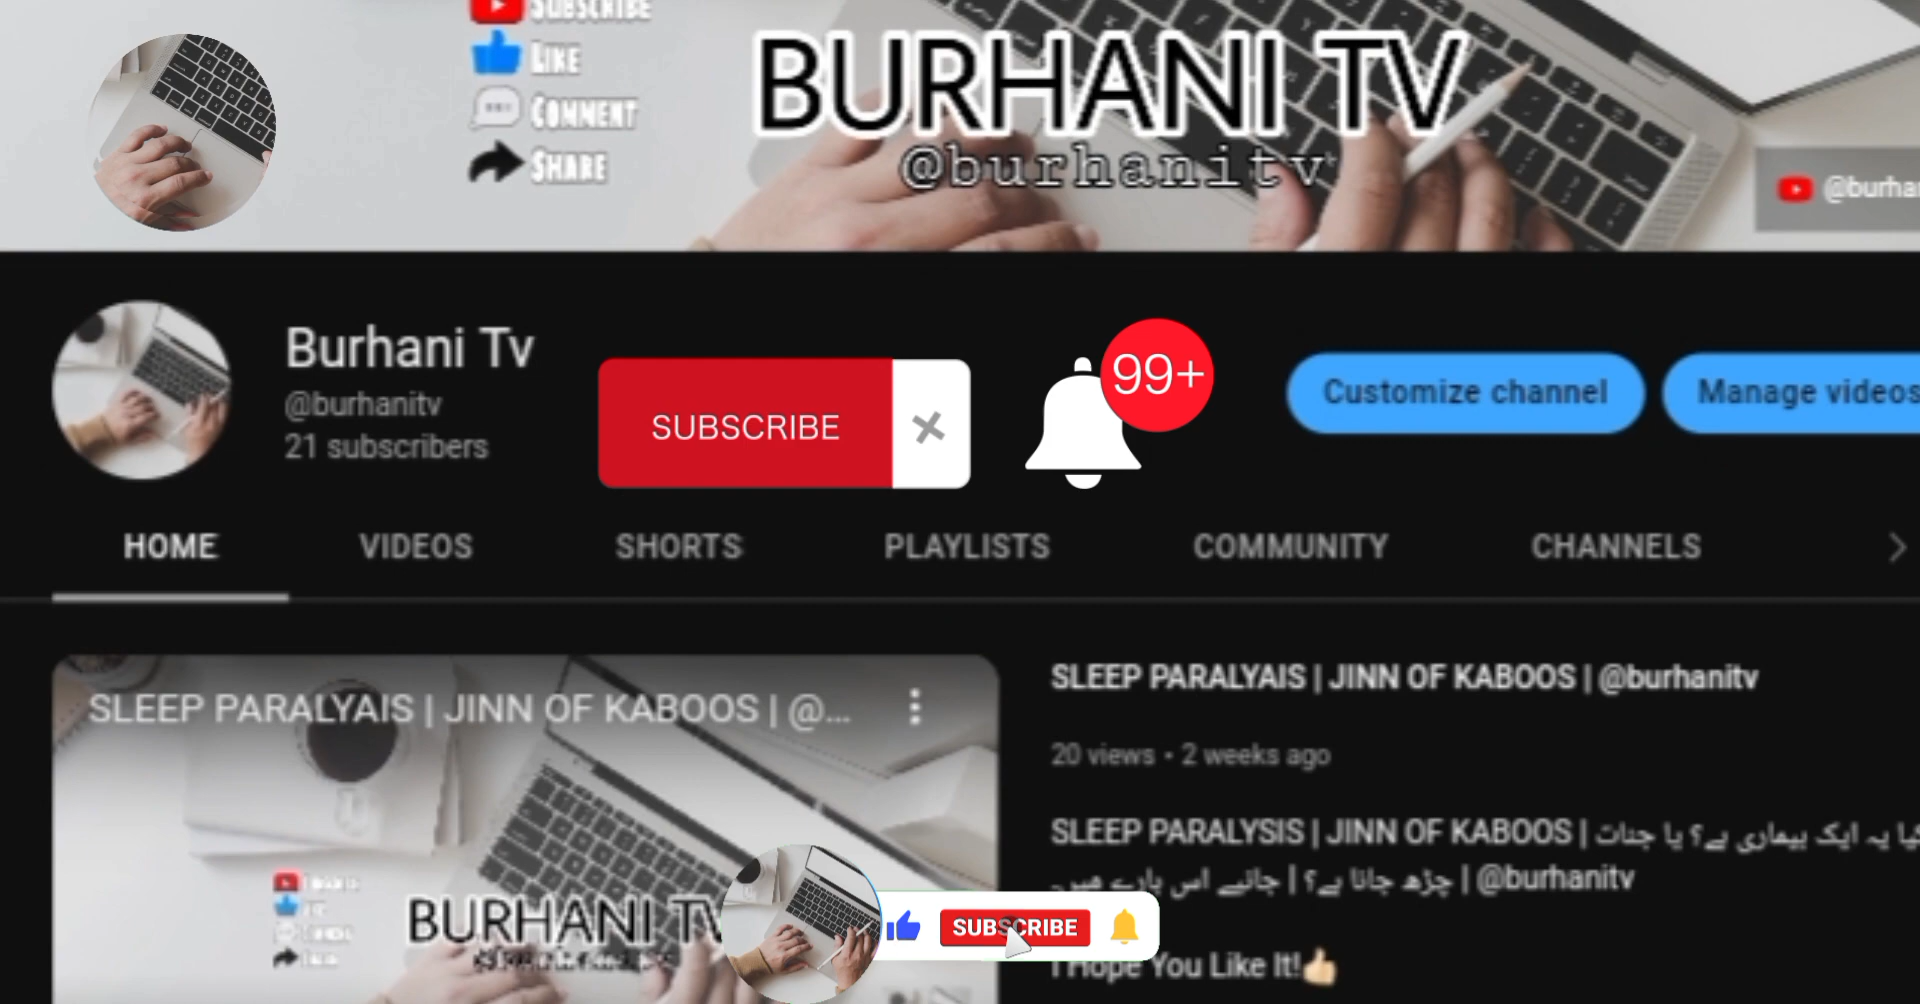 SUBSCRIBE
LIKE
COMMENT
SHARE
BURHANI TV
@burhanitv
@burhan
Burhani Tv
@burhanitv
21 subscribers
SUBSCRIBE
99+
Customize channel
Manage videos
HOME
VIDEOS
SHORTS
PLAYLISTS
COMMUNITY
CHANNELS
SLEEP PARALYAIS | JINN OF KABOOS | @...
BURHANI TV
SUBSCRIBE
SLEEP PARALYAIS | JINN OF KABOOS | @burhanitv
20 views • 2 weeks ago
SLEEP PARALYSIS | JINN OF KABOOS | کیا یہ ایک بیماری ہے؟ یا جنات
چڑھ جاتا ہے؟ | جانیے اس بارے میں۔ | @burhanitv
I Hope You Like It!👍🏻